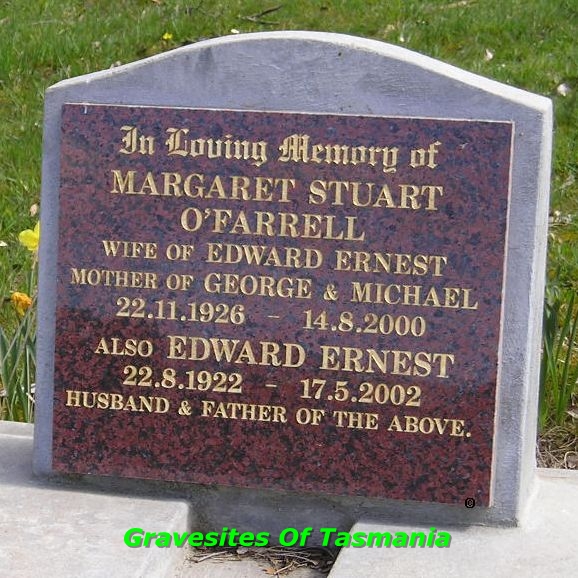 In Loving Memory of
MARGARET STUART
O'FARRELL
WIFE OF EDWARD ERNEST
MOTHER OF GEORGE & MICHAEL
22.11.1926 - 14.8.2000
ALSO EDWARD ERNEST
22.8.1922 - 17.5.2002
HUSBAND & FATHER OF THE ABOVE.
Gravesites Of Tasmania